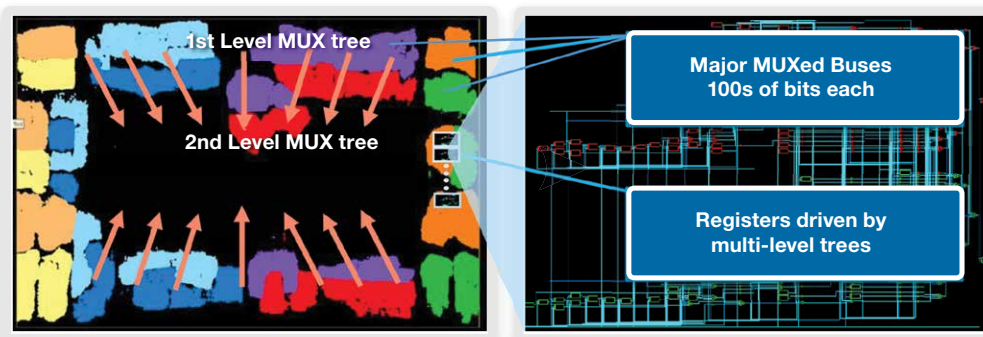 1st Level MUX tree
2nd Level MUX tree
Major MUXed Buses
100s of bits each
Registers driven by
multi-level trees